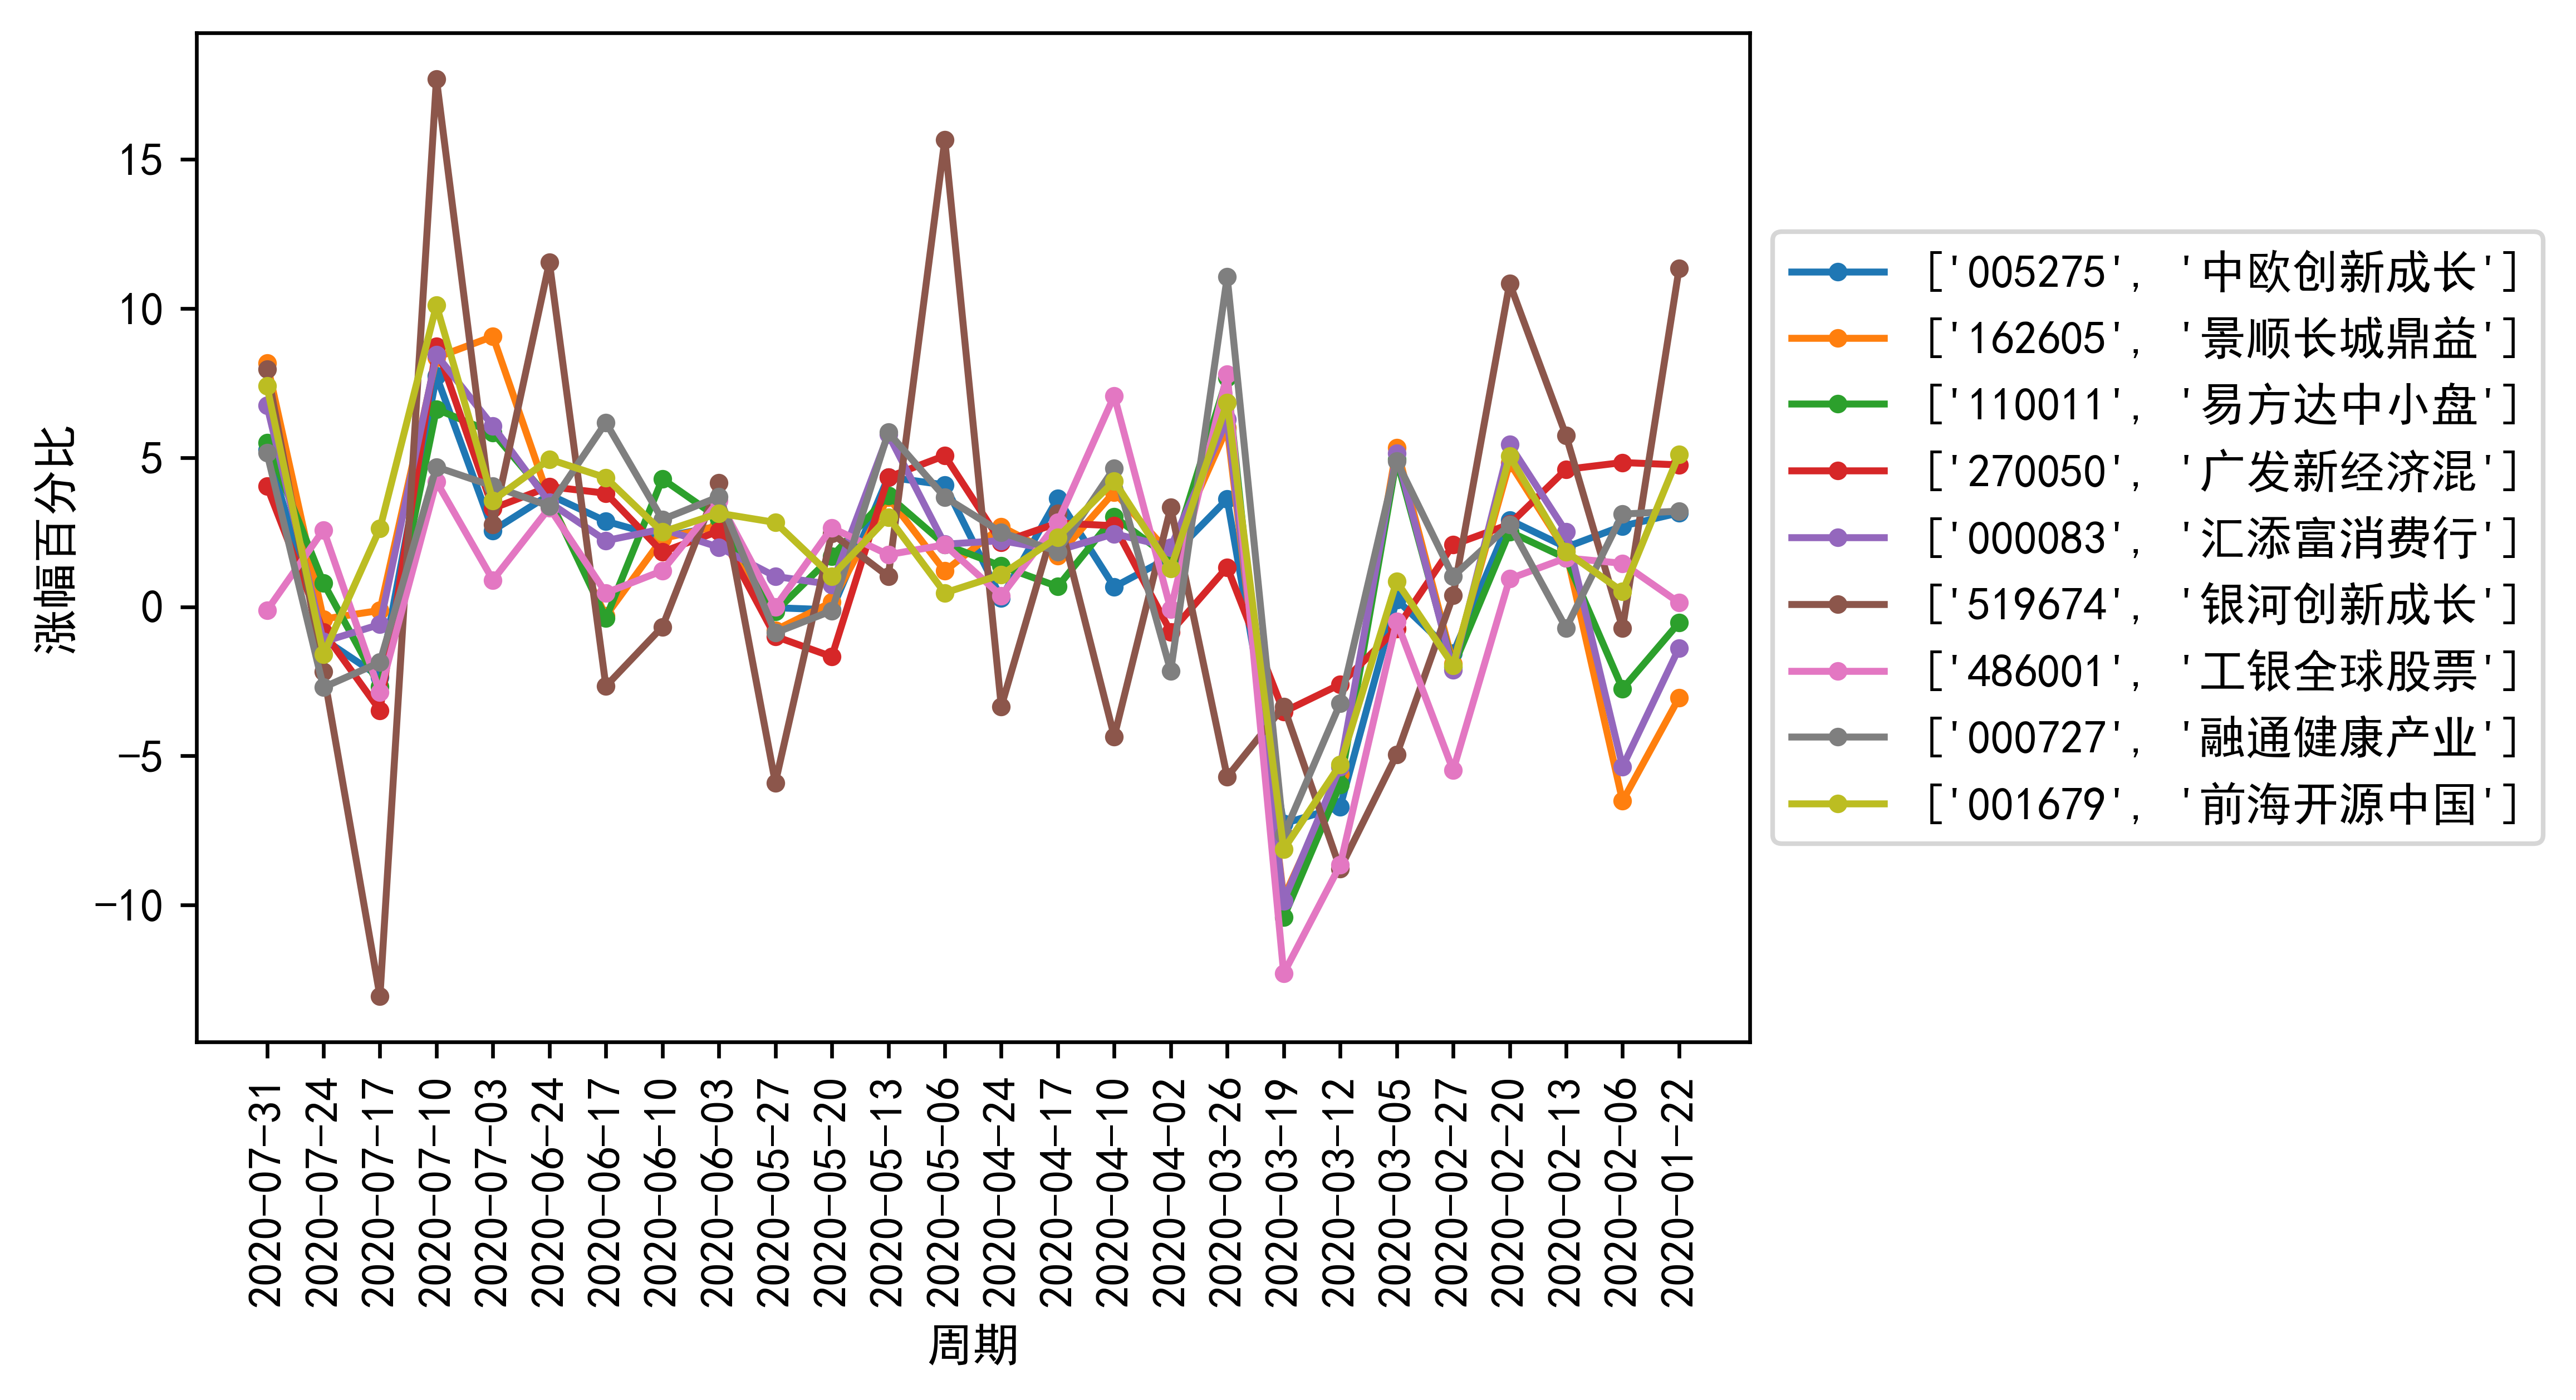 涨幅百分比
15
10
5
0
−5
−10
2020-07-31
2020-07-24
2020-07-17
2020-07-10
2020-07-03
2020-06-24
2020-06-17
2020-06-10
2020-06-03
2020-05-27
2020-05-20
2020-05-13
2020-05-06
2020-04-24
2020-04-17
2020-04-10
2020-04-02
2020-03-26
2020-03-19
2020-03-12
2020-03-05
2020-02-27
2020-02-20
2020-02-13
2020-02-06
2020-01-22
周期
['005275', '中欧创新成长']
['162605', '景顺长城鼎益']
['110011', '易方达中小盘']
['270050', '广发新经济混']
['000083', '汇添富消费行']
['519674', '银河创新成长']
['486001', '工银全球股票']
['000727', '融通健康产业']
['001679', '前海开源中国']